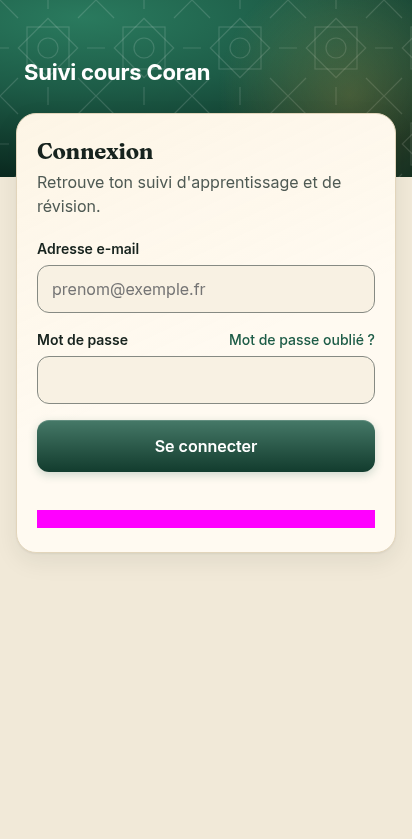 Suivi cours Coran
Connexion
Retrouve ton suivi d'apprentissage et de
révision.
Adresse e-mail
prenom@exemple.fr
Mot de passe
Mot de passe oublié ?
Se connecter